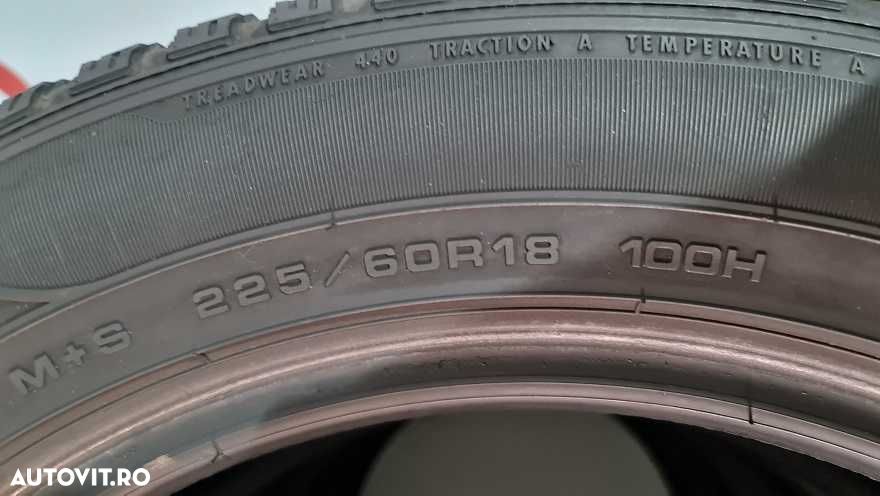 TREADWEAR 440 TRACTION A TEMPERATURE A
M+S 225/60R18 100H
AUTOVIT.RO